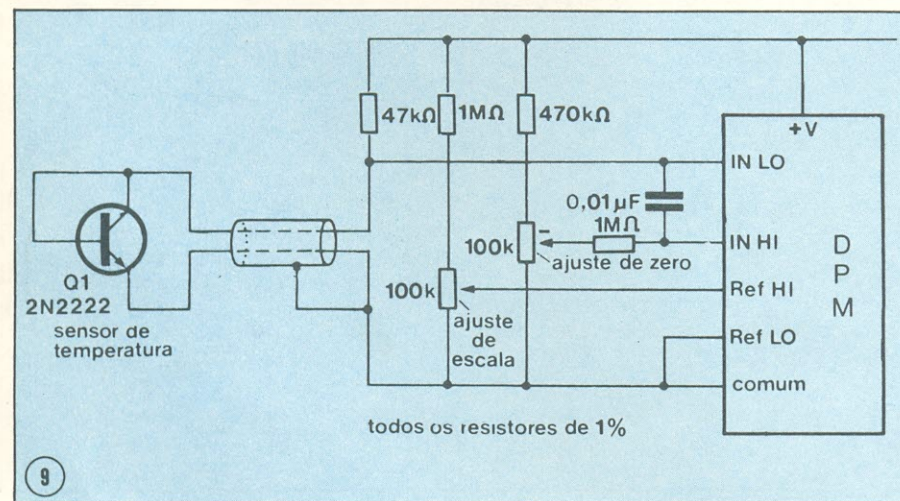 +V
47kΩ
1MΩ
470kΩ
IN LO
0,01µF
1MΩ
IN HI
D
P
M
100k
ajuste de zero
Q1
2N2222
sensor de
temperatura
100k
Ref HI
ajuste
de
escala
Ref LO
comum
todos os resistores de 1%
9